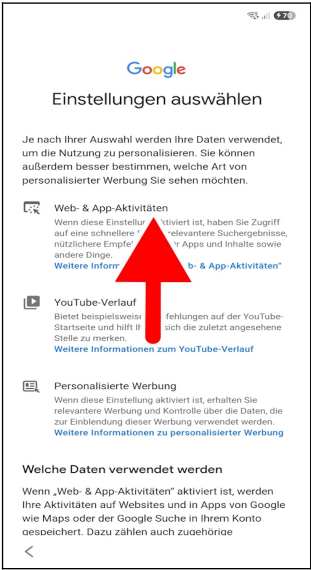 70
Google
Einstellungen auswählen
Je nach Ihrer Auswahl werden Ihre Daten verwendet,
um die Nutzung zu personalisieren. Sie können
außerdem besser bestimmen, welche Art von
personalisierter Werbung Sie sehen möchten.
Web- & App-Aktivitäten
Wenn diese Einstellung aktiviert ist, haben Sie Zugriff
auf eine schnellere relevantere Suchergebnisse,
nützlichere Apps und Inhalte sowie
andere Dinge.
Weitere & App-Aktivitäten"
YouTube-Verlauf
Bietet beispielsweise auf der YouTube-
Startseite und hilft sich die zuletzt angesehene
Stelle zu merken.
Weitere Informationen zum YouTube-Verlauf
Personalisierte Werbung
Wenn diese Einstellung aktiviert ist, erhalten Sie
relevante Werbung und Kontrolle über die Daten, die
zur Einblendung dieser Werbung verwendet werden.
Weitere Informationen zu personalisierter Werbung
Welche Daten verwendet werden
Wenn „Web- & App-Aktivitäten" aktiviert ist, werden
Ihre Aktivitäten auf Websites und in Apps von Google
wie Maps oder der Google Suche in Ihrem Konto
gespeichert. Dazu zählen auch zugehörige